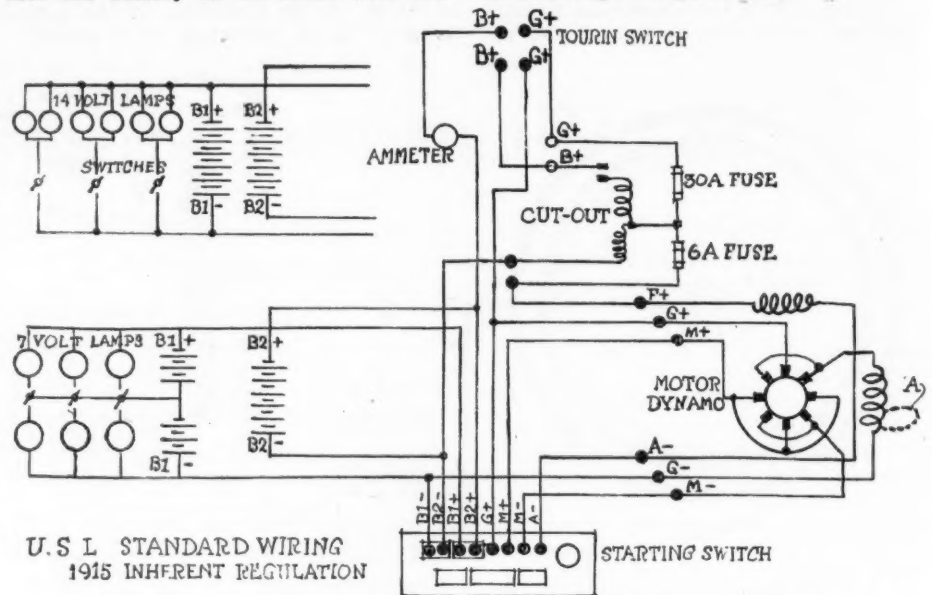 B+ G+
TOURIN SWITCH
B+ G+
14 VOLT LAMPS
B1+ B2+
G+
AMMETER
B+
SWITCHES
30A FUSE
B1- B2-
CUT-OUT
6A FUSE
F+
G+
7 VOLT LAMPS B1+ B2+
M+
MOTOR
DYNAMO
A
A-
B1- B2-
G-
M-
B1- B2- B1+ B2+ G+ M+ M- A-
U.S L STANDARD WIRING
1915 INHERENT REGULATION
STARTING SWITCH